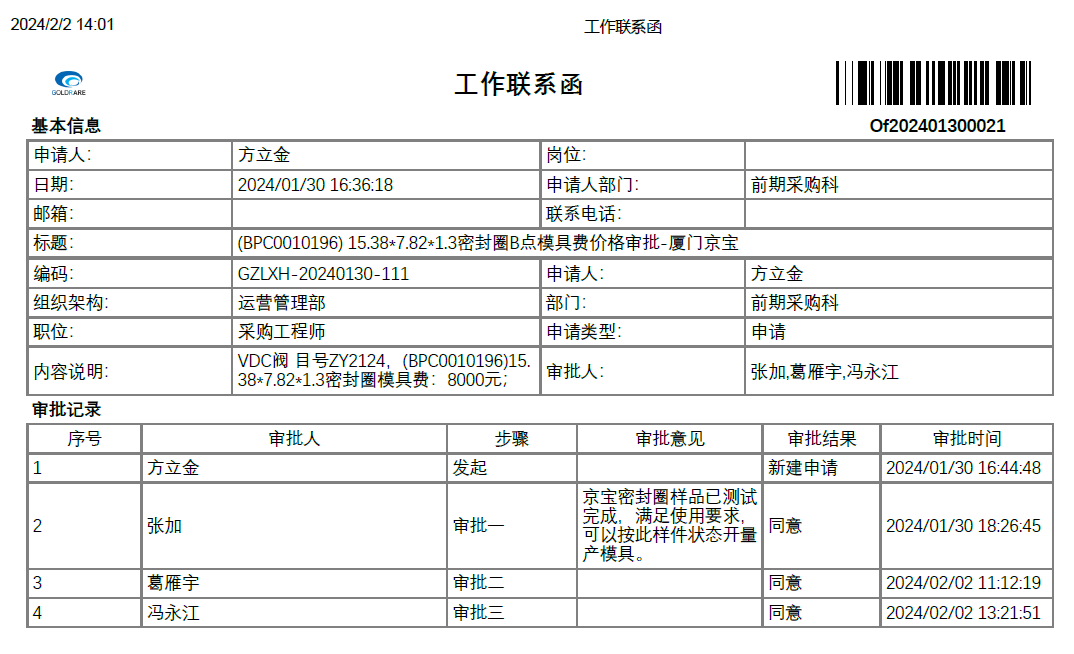 2024/2/2 14:01 工作联系函
GOLDRARE
工作联系函
基本信息 Of202401300021
申请人: 方立金 岗位:
日期: 2024/01/30 16:36:18 申请人部门: 前期采购科
邮箱: 联系电话:
标题: (BPC0010196) 15.38*7.82*1.3密封圈B点模具费价格审批-厦门京宝
编码: GZLXH-20240130-111 申请人: 方立金
组织架构: 运营管理部 部门: 前期采购科
职位: 采购工程师 申请类型: 申请
内容说明: VDC阀 目号ZY2124，(BPC0010196)15.
38*7.82*1.3密封圈模具费：8000元; 审批人: 张加,葛雁宇,冯永江
审批记录
序号 审批人 步骤 审批意见 审批结果 审批时间
1 方立金 发起 新建申请 2024/01/30 16:44:48
2 张加 审批一 京宝密封圈样品已测试
完成，满足使用要求，
可以按此样件状态开量
产模具。 同意 2024/01/30 18:26:45
3 葛雁宇 审批二 同意 2024/02/02 11:12:19
4 冯永江 审批三 同意 2024/02/02 13:21:51